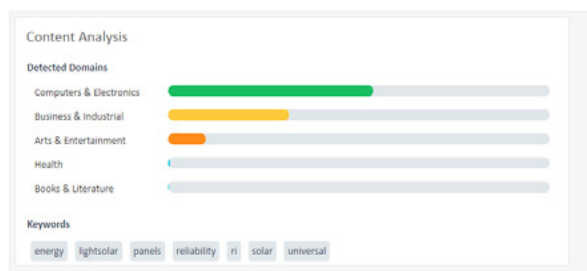 Content Analysis
Detected Domains
Computers & Electronics
Business & Industrial
Arts & Entertainment
Health
Books & Literature
Keywords
energy lightsolar panels reliability ri solar universal